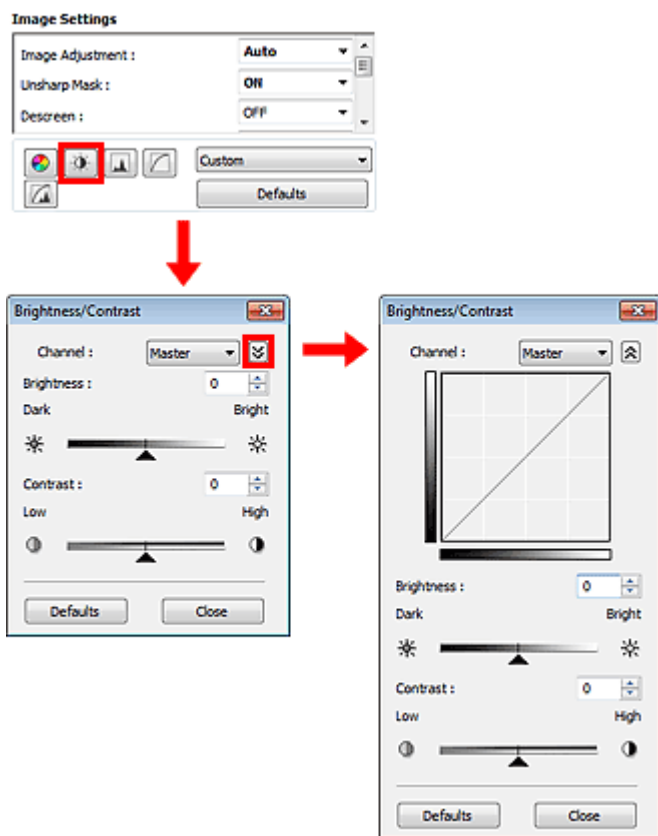 Image Settings
Image Adjustment : Auto
Unsharp Mask : ON
Descreen : OFF
Custom
Defaults
Brightness/Contrast
Channel : Master
Brightness : 0
Dark Bright
Contrast : 0
Low High
Defaults Close
Brightness/Contrast
Channel : Master
Brightness : 0
Dark Bright
Contrast : 0
Low High
Defaults Close